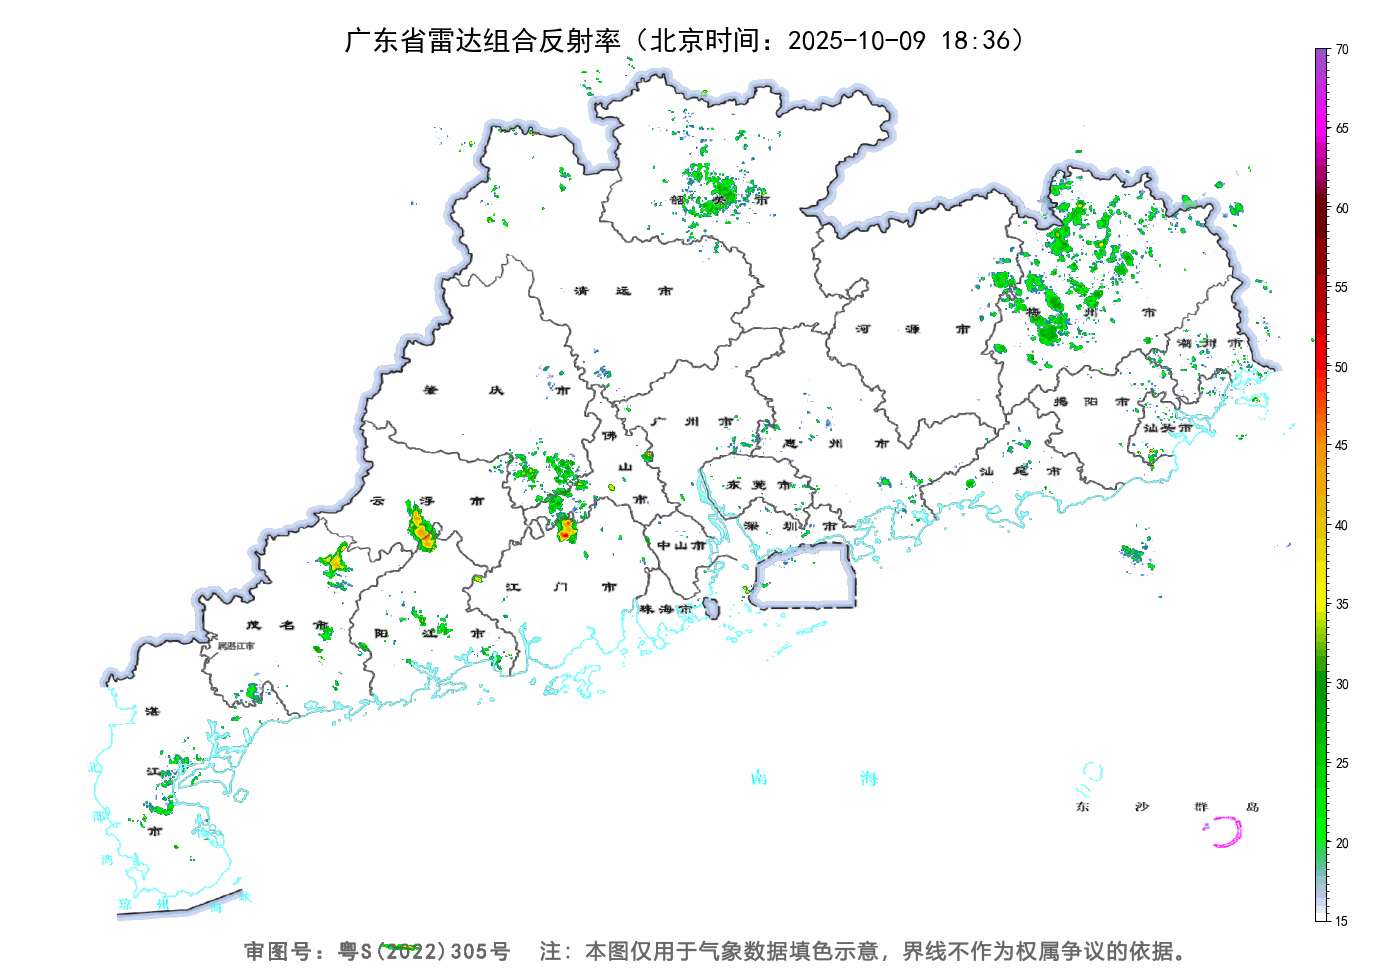 广东省雷达组合反射率（北京时间：2025-10-09 18:36）
70
65
60
55
50
45
40
35
30
25
20
15
韶关市
清远市
河源市
梅州市
潮州市
肇庆市
广州市
揭阳市
佛山市
惠州市
汕头市
汕尾市
云浮市
东莞市
深圳市
中山市
江门市
珠海市
茂名市
阳江市
属湛江市
湛江市
南海
东沙群岛
北部湾
琼州海峡
审图号：粤S(2022)305号 注：本图仅用于气象数据填色示意，界线不作为权属争议的依据。